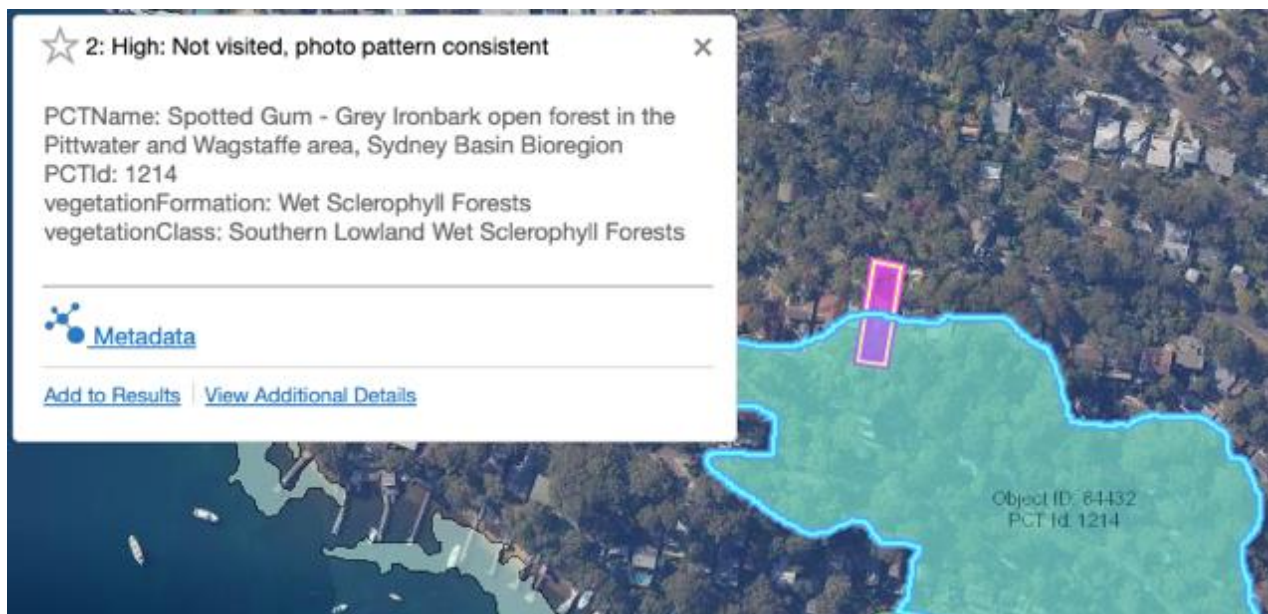 2: High: Not visited, photo pattern consistent
PCTName: Spotted Gum - Grey Ironbark open forest in the
Pittwater and Wagstaffe area, Sydney Basin Bioregion
PCTId: 1214
vegetationFormation: Wet Sclerophyll Forests
vegetationClass: Southern Lowland Wet Sclerophyll Forests
Metadata
Add to Results View Additional Details
Object ID: 64432
PCT Id: 1214